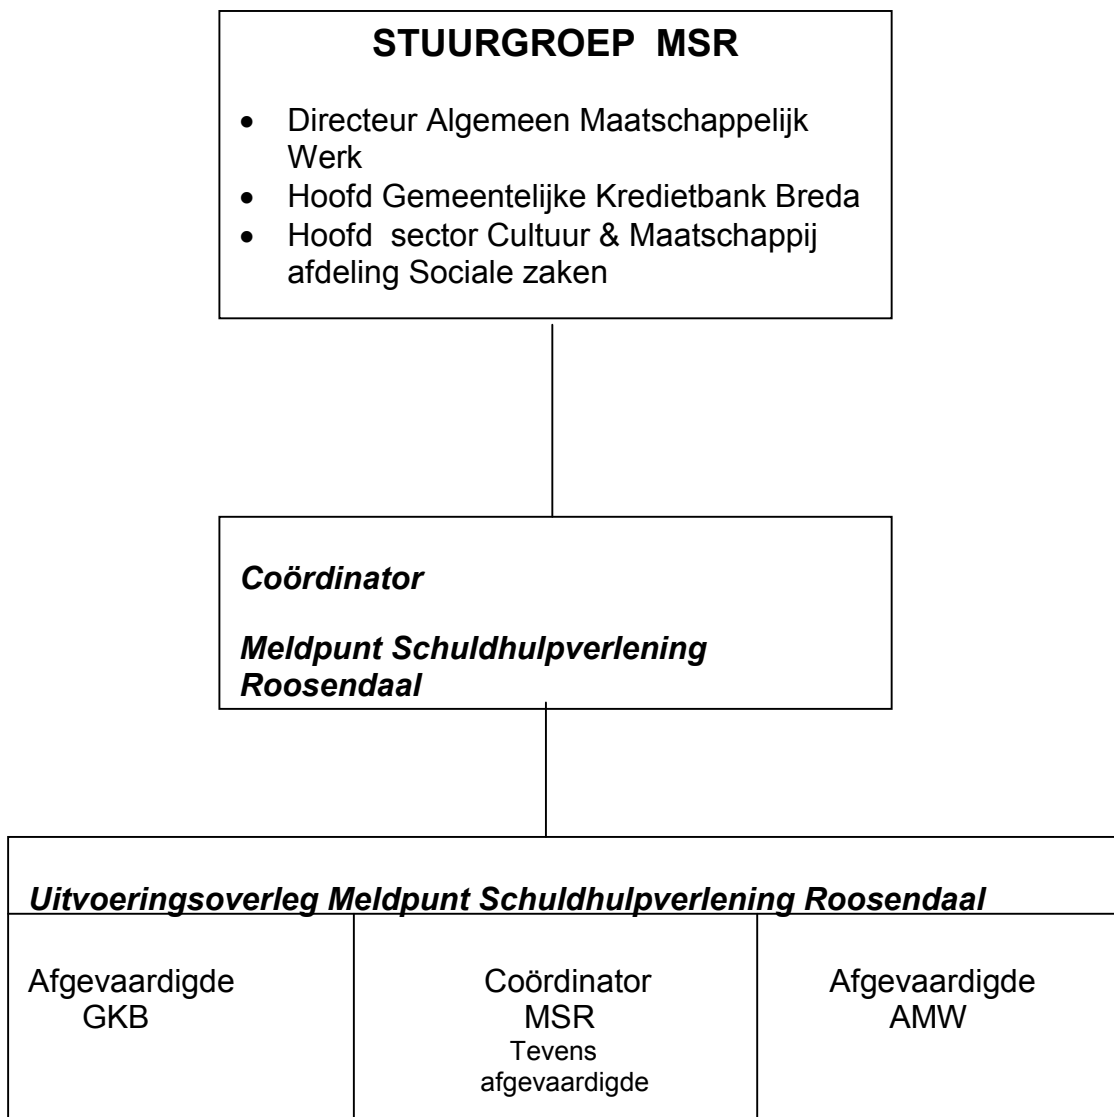 STUURGROEP MSR
• Directeur Algemeen Maatschappelijk
Werk
• Hoofd Gemeentelijke Kredietbank Breda
• Hoofd sector Cultuur & Maatschappij
afdeling Sociale zaken
Coördinator
Meldpunt Schuldhulpverlening
Roosendaal
Uitvoeringsoverleg Meldpunt Schuldhulpverlening Roosendaal
Afgevaardigde
GKB
Coördinator
MSR
Tevens
afgevaardigde
Afgevaardigde
AMW